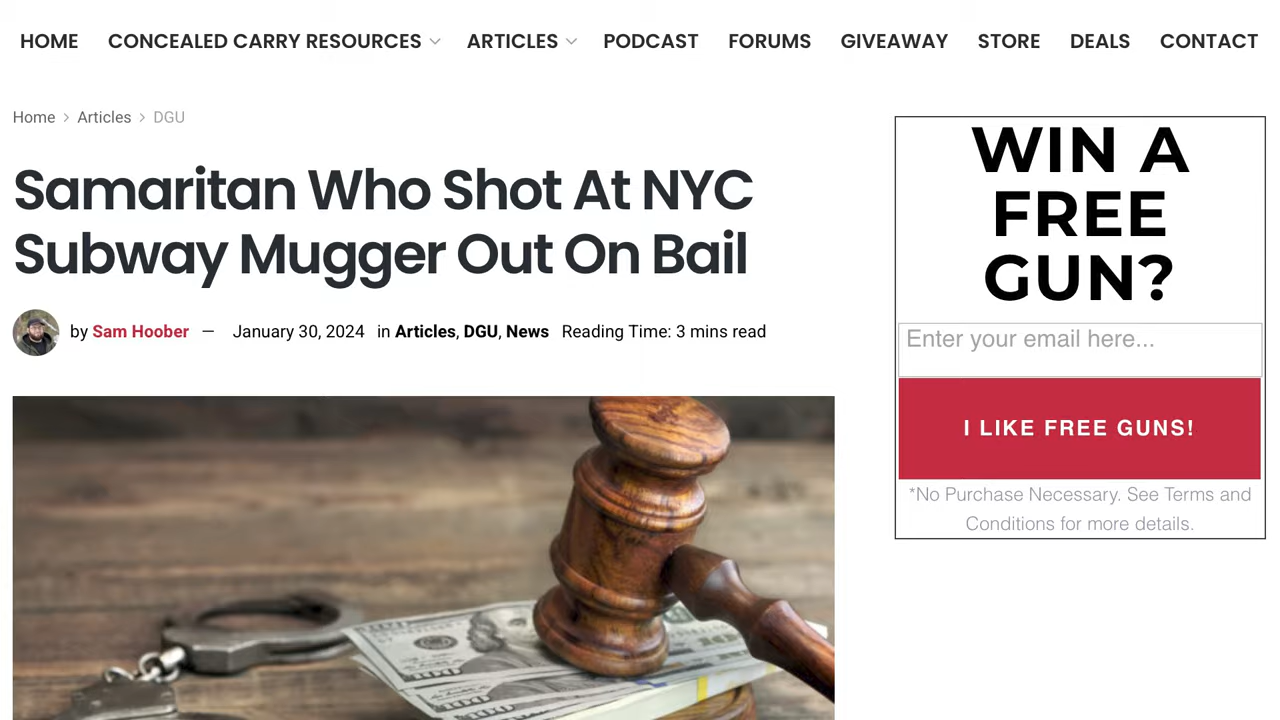 HOME CONCEALED CARRY RESOURCES ARTICLES PODCAST FORUMS GIVEAWAY STORE DEALS CONTACT
Home > Articles > DGU
Samaritan Who Shot At NYC
Subway Mugger Out On Bail
by Sam Hoober — January 30, 2024 in Articles, DGU, News Reading Time: 3 mins read
WIN A
FREE
GUN?
Enter your email here...
I LIKE FREE GUNS!
*No Purchase Necessary. See Terms and
Conditions for more details.